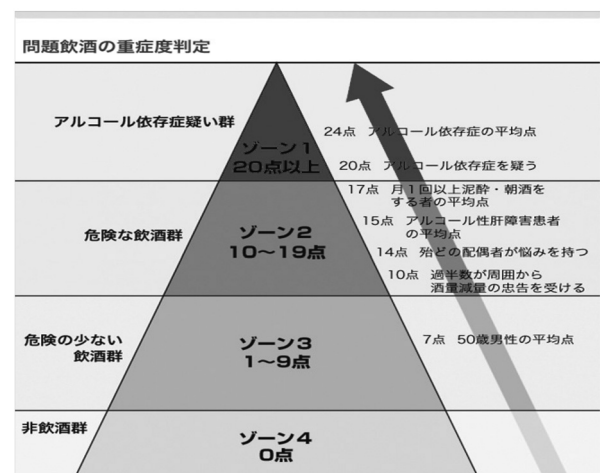 問題飲酒の重症度判定
アルコール依存症疑い群
ゾーン1
20点以上
24点 アルコール依存症の平均点
20点 アルコール依存症を疑う
危険な飲酒群
ゾーン2
10〜19点
17点 月1回以上泥酔・朝酒を
する者の平均点
15点 アルコール性肝障害患者
の平均点
14点 殆どの配偶者が悩みを持つ
10点 過半数が周囲から
酒量減量の忠告を受ける
危険の少ない
飲酒群
ゾーン3
1〜9点
7点 50歳男性の平均点
非飲酒群
ゾーン4
0点